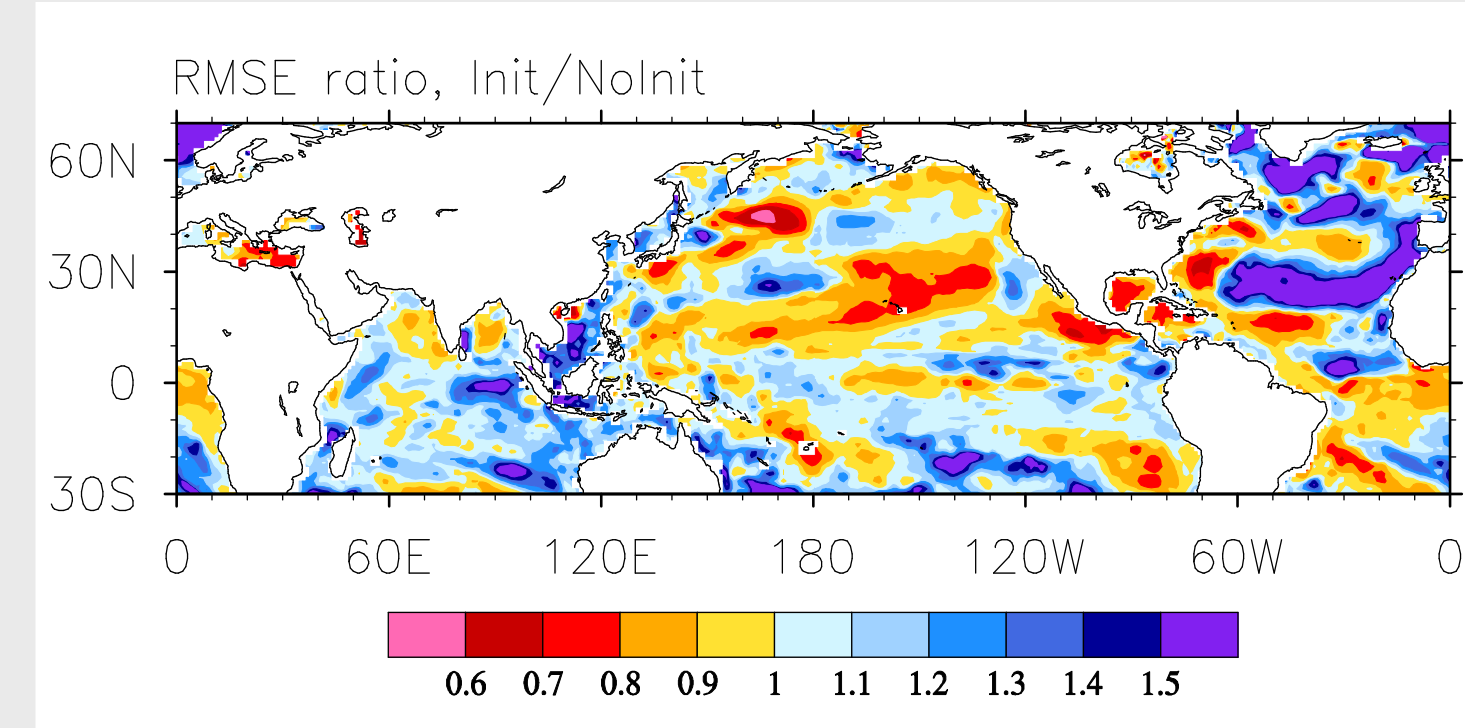 RMSE ratio, Init/NoInit
60N
30N
0
30S
0 60E 120E 180 120W 60W 0
0.6 0.7 0.8 0.9 1 1.1 1.2 1.3 1.4 1.5